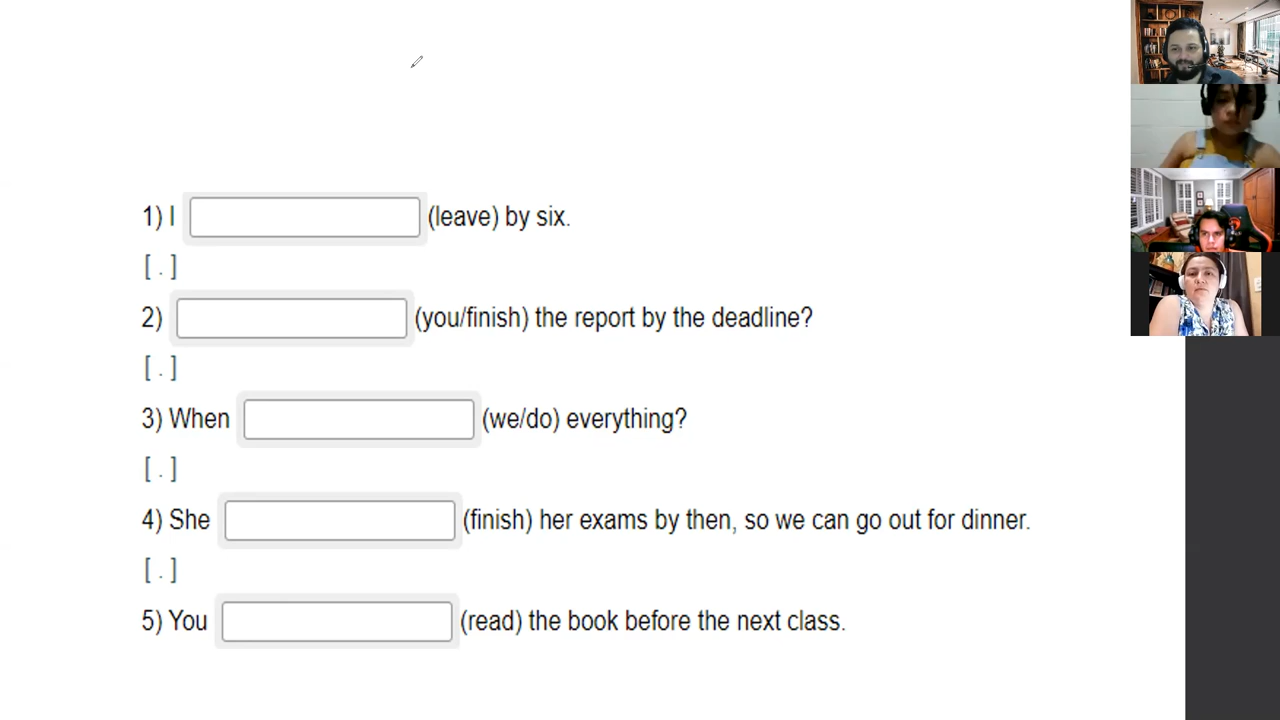 1) I (leave) by six.
[ . ]
2) (you/finish) the report by the deadline?
[ . ]
3) When (we/do) everything?
[ . ]
4) She (finish) her exams by then, so we can go out for dinner.
[ . ]
5) You (read) the book before the next class.